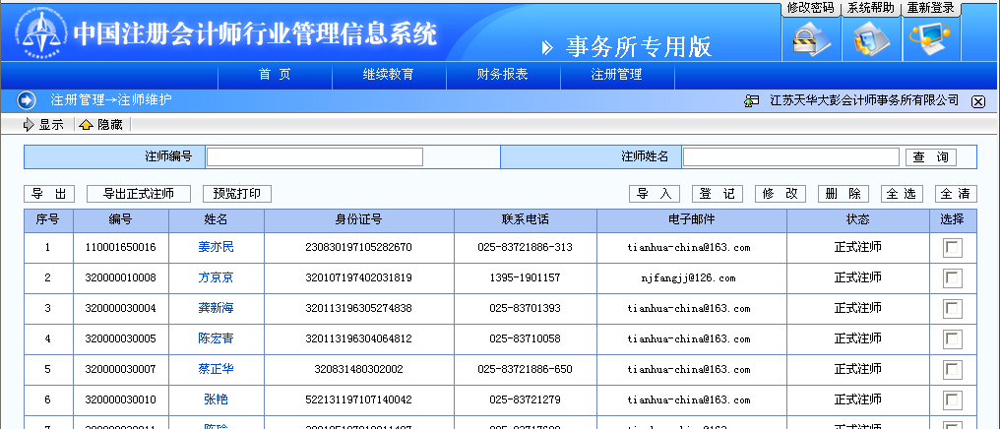 修改密码 系统帮助 重新登录
中国注册会计师行业管理信息系统
事务所专用版
首 页 继续教育 财务报表 注册管理
注册管理→注师维护 江苏天华大彭会计师事务所有限公司
显示 隐藏
注师编号 注师姓名 查 询
导 出 导出正式注师 预览打印 导 入 登 记 修 改 删 除 全 选 全 清
序号 编号 姓名 身份证号 联系电话 电子邮件 状态 选择
1 110001650016 姜亦民 230830197105282670 025-83721886-313 tianhua-china@163.com 正式注师
2 320000010008 方京京 320107197402031819 1395-1901157 njfangjj@126.com 正式注师
3 320000030004 龚新海 320113196305274838 025-83701393 tianhua-china@163.com 正式注师
4 320000030005 陈宏青 320113196304064812 025-83710058 tianhua-china@163.com 正式注师
5 320000030007 蔡正华 320831480302002 025-83721886-650 tianhua-china@163.com 正式注师
6 320000030010 张艳 522131197107140042 025-83721279 tianhua-china@163.com 正式注师